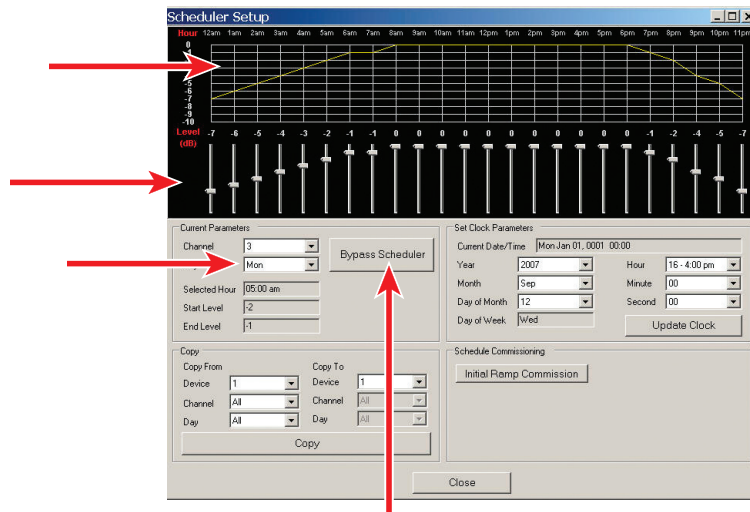 Scheduler Setup
Hour 12am 1am 2am 3am 4am 5am 6am 7am 8am 9am 10am 11am 12pm 1pm 2pm 3pm 4pm 5pm 6pm 7pm 8pm 9pm 10pm 11pm
0
-1
-5
-6
-7
-8
-9
-10
Level -7 -6 -5 -4 -3 -2 -1 -1 0 0 0 0 0 0 0 0 0 0 0 -1 -2 -4 -5 -7
(dB)
Current Parameters
Channel 3
Mon
Bypass Scheduler
Selected Hour 05:00 am
Start Level -2
End Level -1
Set Clock Parameters
Current Date/Time Mon Jan 01, 0001 00:00
Year 2007 Hour 16 - 4:00 pm
Month Sep Minute 00
Day of Month 12 Second 00
Day of Week Wed Update Clock
Copy
Copy From Copy To
Device 1 Device 1
Channel All Channel All
Day All Day All
Copy
Schedule Commissioning
Initial Ramp Commission
Close